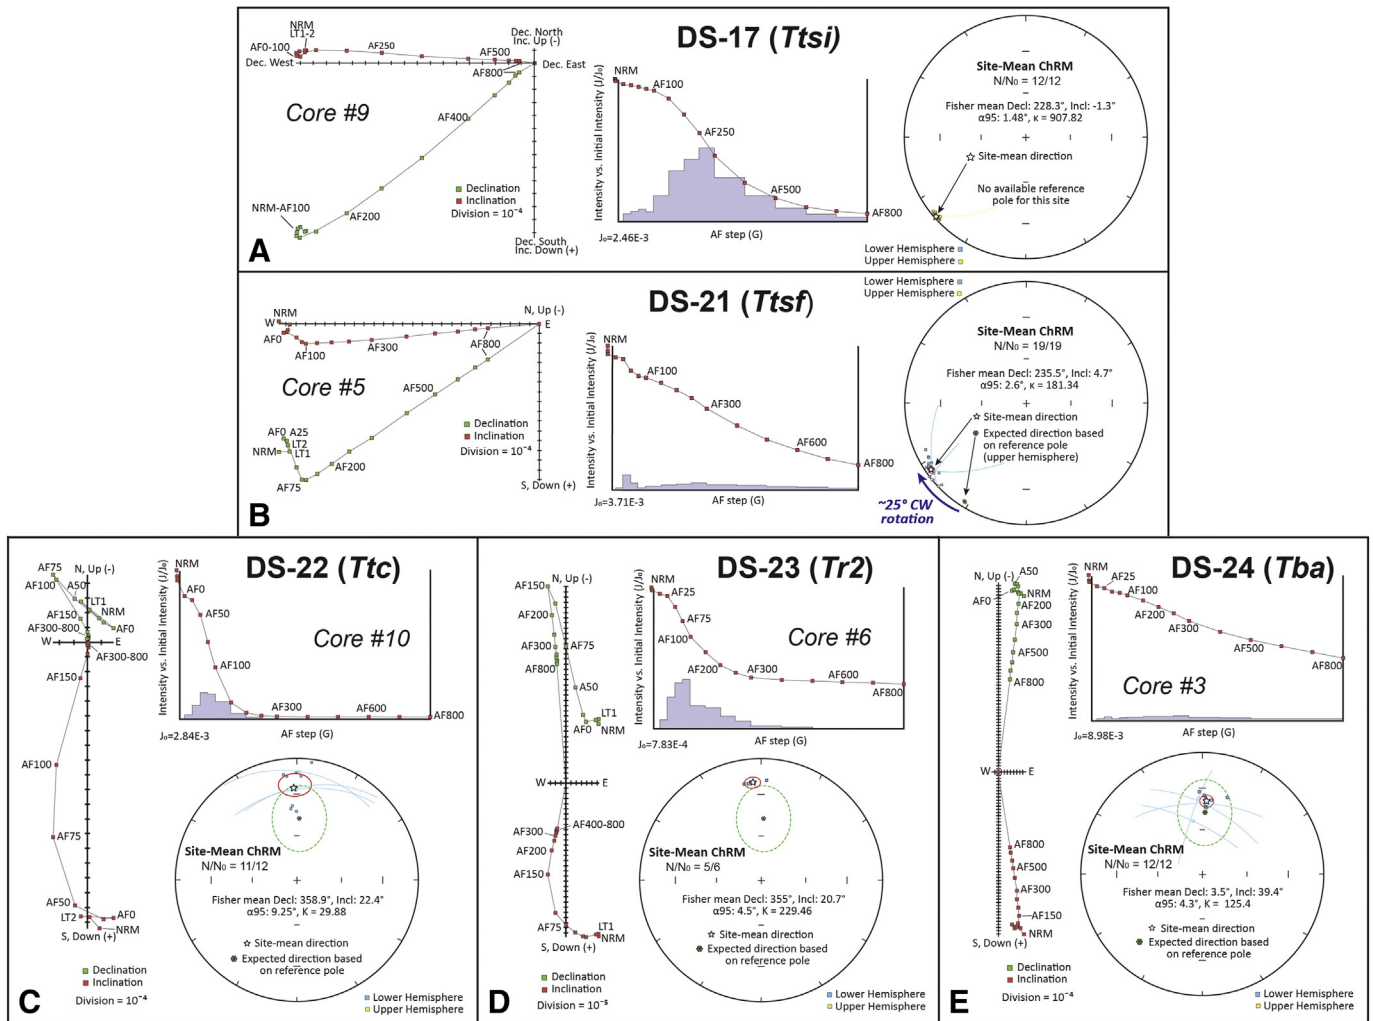 DS-17 (Ttsi)
NRM
LT1-2
AF0-100
AF250
AF500
Dec. North
Inc. Up (-)
Dec. West
Dec. East
AF800
Core #9
AF400
Declination
Inclination
Division = 10⁻⁴
NRM-AF100
AF200
Dec. South
Inc. Down (+)
A
Intensity vs. Initial Intensity (J/J₀)
NRM
AF100
AF250
AF500
AF800
J₀=2.46E-3
AF step (G)
Site-Mean ChRM
N/N₀ = 12/12
Fisher mean Decl: 228.3°, Incl: -1.3°
α95: 1.48°, κ = 907.82
Site-mean direction
No available reference
pole for this site
Lower Hemisphere
Upper Hemisphere
DS-21 (Ttsf)
NRM
N, Up (-)
W
E
AF0
AF100
AF300
AF800
Core #5
AF500
AF0
A25
LT2
NRM
LT1
AF75
AF200
Declination
Inclination
Division = 10⁻⁴
S, Down (+)
B
Intensity vs. Initial Intensity (J/J₀)
NRM
AF100
AF300
AF600
AF800
J₀=3.71E-3
AF step (G)
Lower Hemisphere
Upper Hemisphere
Site-Mean ChRM
N/N₀ = 19/19
Fisher mean Decl: 235.5°, Incl: 4.7°
α95: 2.6°, κ = 181.34
Site-mean direction
Expected direction based
on reference pole
(upper hemisphere)
~25° CW
rotation
DS-22 (Ttc)
AF75
N, Up (-)
AF100
A50
LT1
AF150
NRM
AF300-800
AF0
W
E
AF300-800
AF150
AF100
AF75
AF50
LT2
AF0
NRM
S, Down (+)
Declination
Inclination
Division = 10⁻⁴
C
Intensity vs. Initial Intensity (J/J₀)
NRM
AF0
AF50
Core #10
AF100
AF300
AF600
AF800
J₀=2.84E-3
AF step (G)
Site-Mean ChRM
N/N₀ = 11/12
Fisher mean Decl: 358.9°, Incl: 22.4°
α95: 9.25°, K = 29.88
Site-mean direction
Expected direction based
on reference pole
Lower Hemisphere
Upper Hemisphere
DS-23 (Tr2)
N, Up (-)
AF150
AF200
AF300
AF75
AF800
A50
LT1
AF0
NRM
W
E
AF400-800
AF300
AF200
AF150
AF75
LT1
NRM
S, Down (+)
Declination
Inclination
Division = 10⁻⁵
D
Intensity vs. Initial Intensity (J/J₀)
NRM
AF25
AF75
AF100
Core #6
AF200
AF300
AF600
AF800
J₀=7.83E-4
AF step (G)
Site-Mean ChRM
N/N₀ = 5/6
Fisher mean Decl: 355°, Incl: 20.7°
α95: 4.5°, K = 229.46
Site-mean direction
Expected direction based
on reference pole
Lower Hemisphere
Upper Hemisphere
DS-24 (Tba)
N, Up (-)
A50
AF0
NRM
AF200
AF300
AF500
AF800
W
E
AF800
AF500
AF300
AF150
NRM
S, Down (+)
Declination
Inclination
Division = 10⁻⁴
E
Intensity vs. Initial Intensity (J/J₀)
NRM
AF25
AF100
AF200
AF300
AF500
AF800
Core #3
J₀=8.98E-3
AF step (G)
Site-Mean ChRM
N/N₀ = 12/12
Fisher mean Decl: 3.5°, Incl: 39.4°
α95: 4.3°, K = 125.4
Site-mean direction
Expected direction based
on reference pole
Lower Hemisphere
Upper Hemisphere